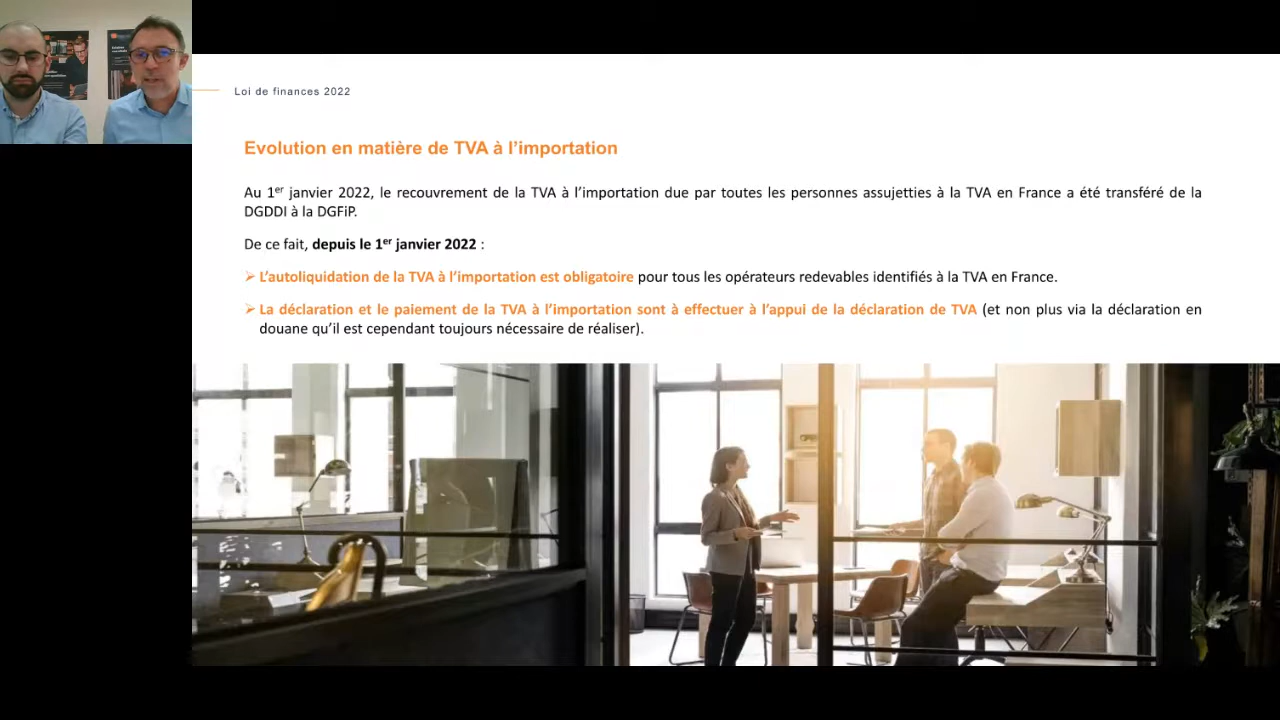 Loi de finances 2022
Evolution en matière de TVA à l’importation
Au 1er janvier 2022, le recouvrement de la TVA à l’importation due par toutes les personnes assujetties à la TVA en France a été transféré de la
DGDDI à la DGFiP.
De ce fait, depuis le 1er janvier 2022 :
➢ L’autoliquidation de la TVA à l’importation est obligatoire pour tous les opérateurs redevables identifiés à la TVA en France.
➢ La déclaration et le paiement de la TVA à l’importation sont à effectuer à l’appui de la déclaration de TVA (et non plus via la déclaration en
douane qu’il est cependant toujours nécessaire de réaliser).